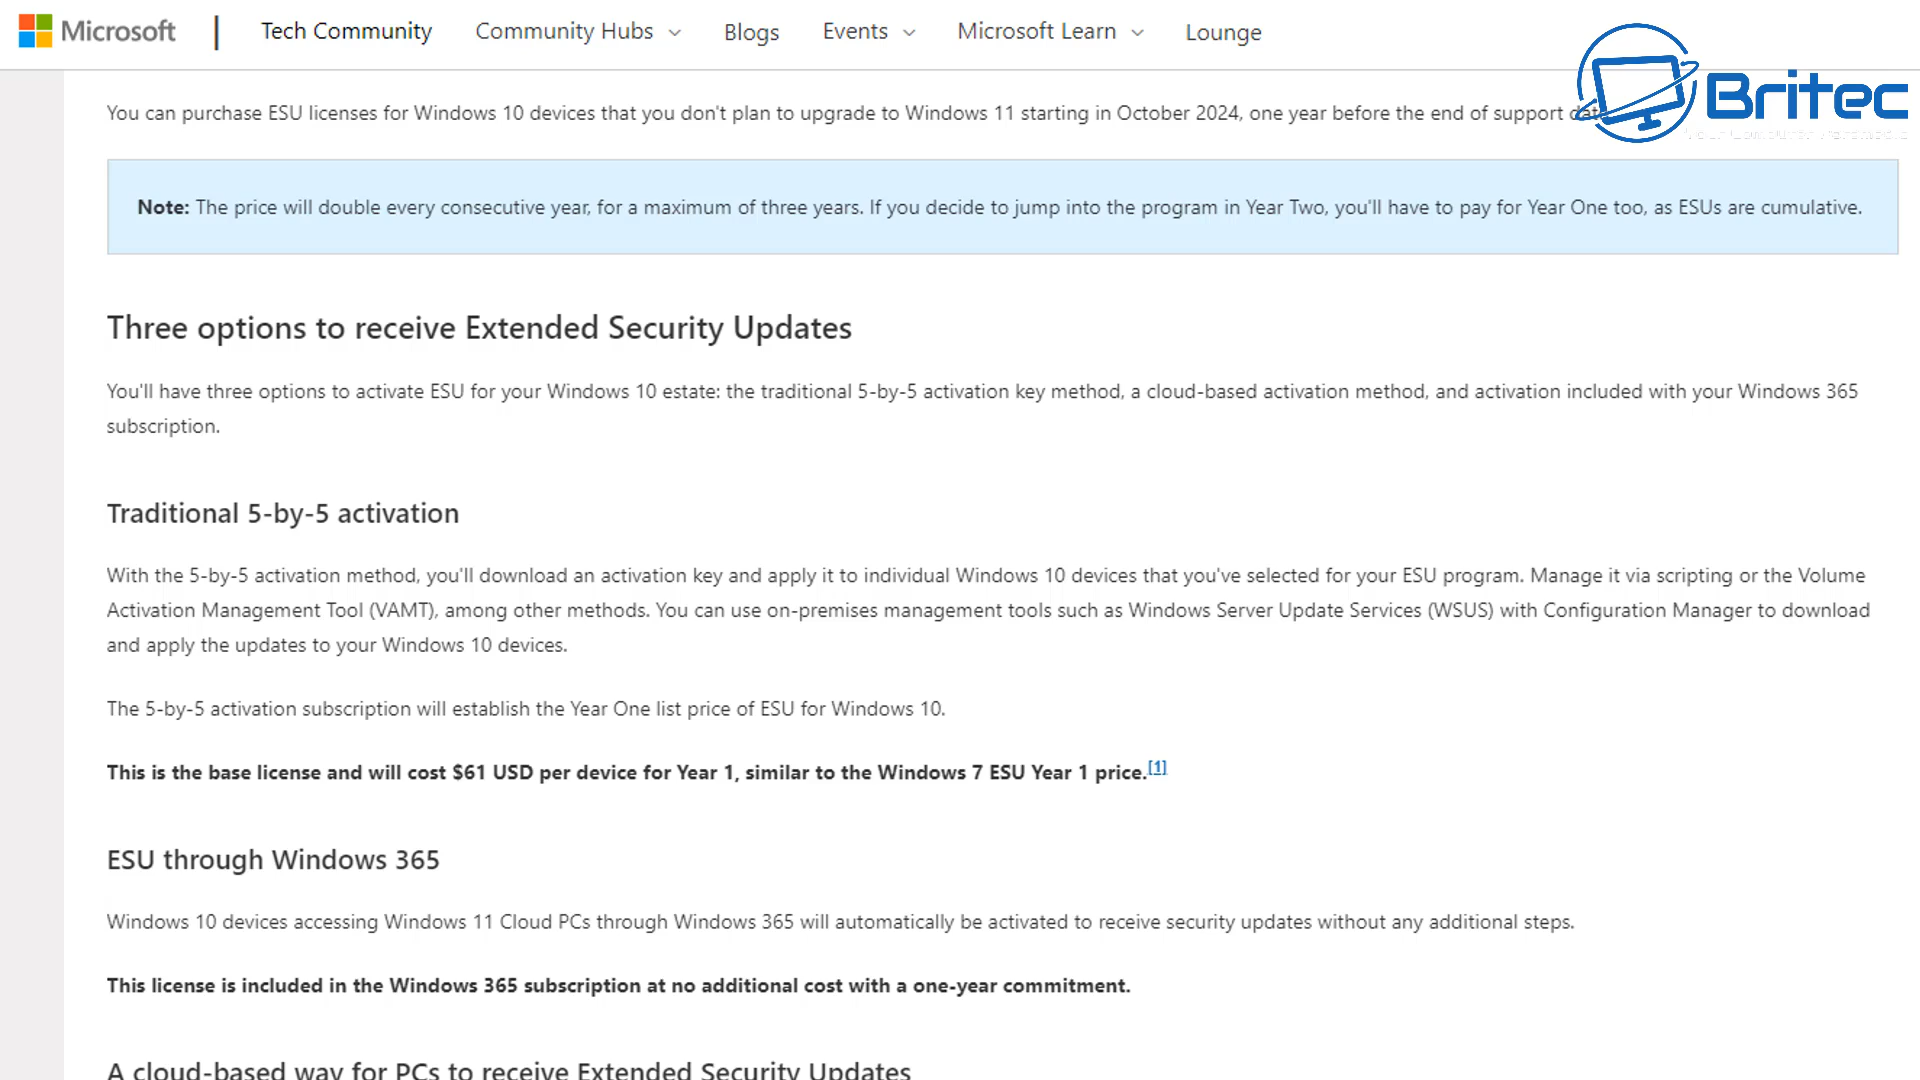 Microsoft | Tech Community Community Hubs Blogs Events Microsoft Learn Lounge
Britec
You can purchase ESU licenses for Windows 10 devices that you don't plan to upgrade to Windows 11 starting in October 2024, one year before the end of support date
Note: The price will double every consecutive year, for a maximum of three years. If you decide to jump into the program in Year Two, you'll have to pay for Year One too, as ESUs are cumulative.
Three options to receive Extended Security Updates
You'll have three options to activate ESU for your Windows 10 estate: the traditional 5-by-5 activation key method, a cloud-based activation method, and activation included with your Windows 365
subscription.
Traditional 5-by-5 activation
With the 5-by-5 activation method, you'll download an activation key and apply it to individual Windows 10 devices that you've selected for your ESU program. Manage it via scripting or the Volume
Activation Management Tool (VAMT), among other methods. You can use on-premises management tools such as Windows Server Update Services (WSUS) with Configuration Manager to download
and apply the updates to your Windows 10 devices.
The 5-by-5 activation subscription will establish the Year One list price of ESU for Windows 10.
This is the base license and will cost $61 USD per device for Year 1, similar to the Windows 7 ESU Year 1 price.[1]
ESU through Windows 365
Windows 10 devices accessing Windows 11 Cloud PCs through Windows 365 will automatically be activated to receive security updates without any additional steps.
This license is included in the Windows 365 subscription at no additional cost with a one-year commitment.
A cloud-based way for PCs to receive Extended Security Updates